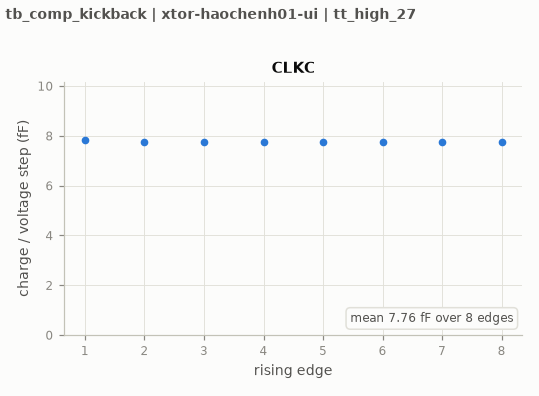 tb_comp_kickback | xtor-haochenh01-ui | tt_high_27
CLKC
charge / voltage step (fF)
10
8
6
4
2
0
mean 7.76 fF over 8 edges
1 2 3 4 5 6 7 8
rising edge